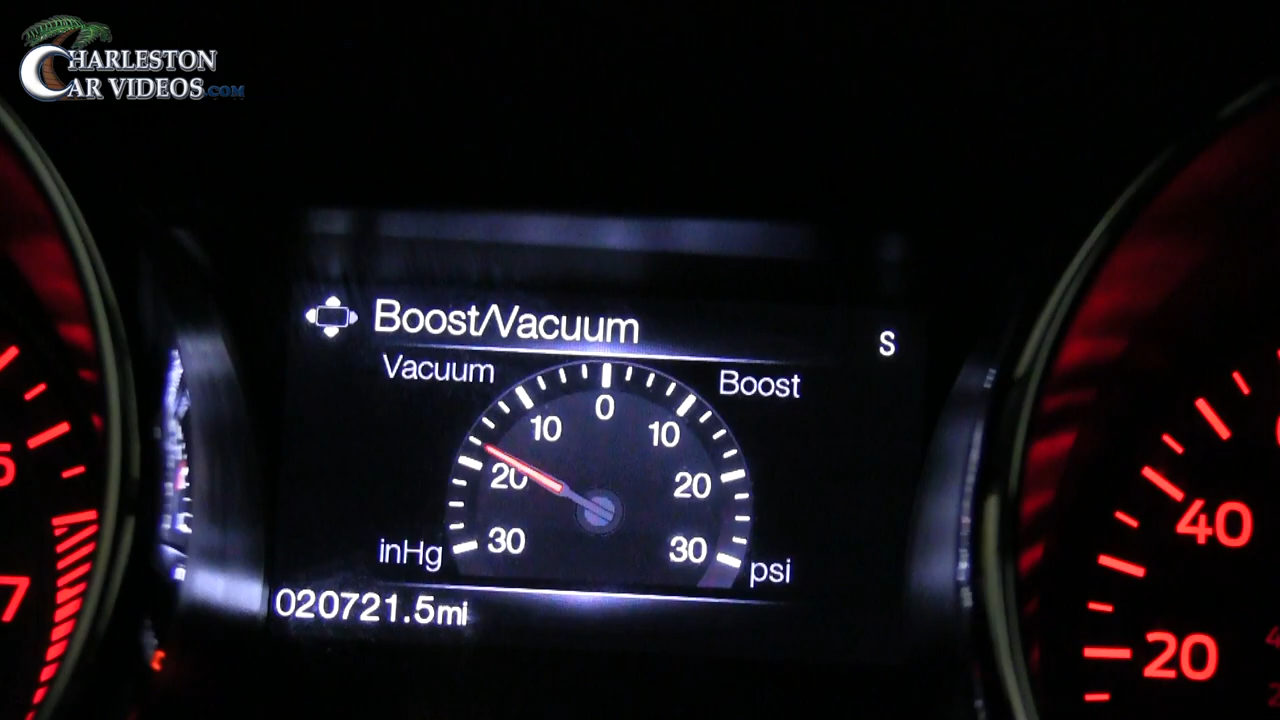 CHARLESTON
CAR VIDEOS.COM
Boost/Vacuum
S
Vacuum
Boost
0
10
10
20
20
30
30
inHg
psi
020721.5mi
7
40
20